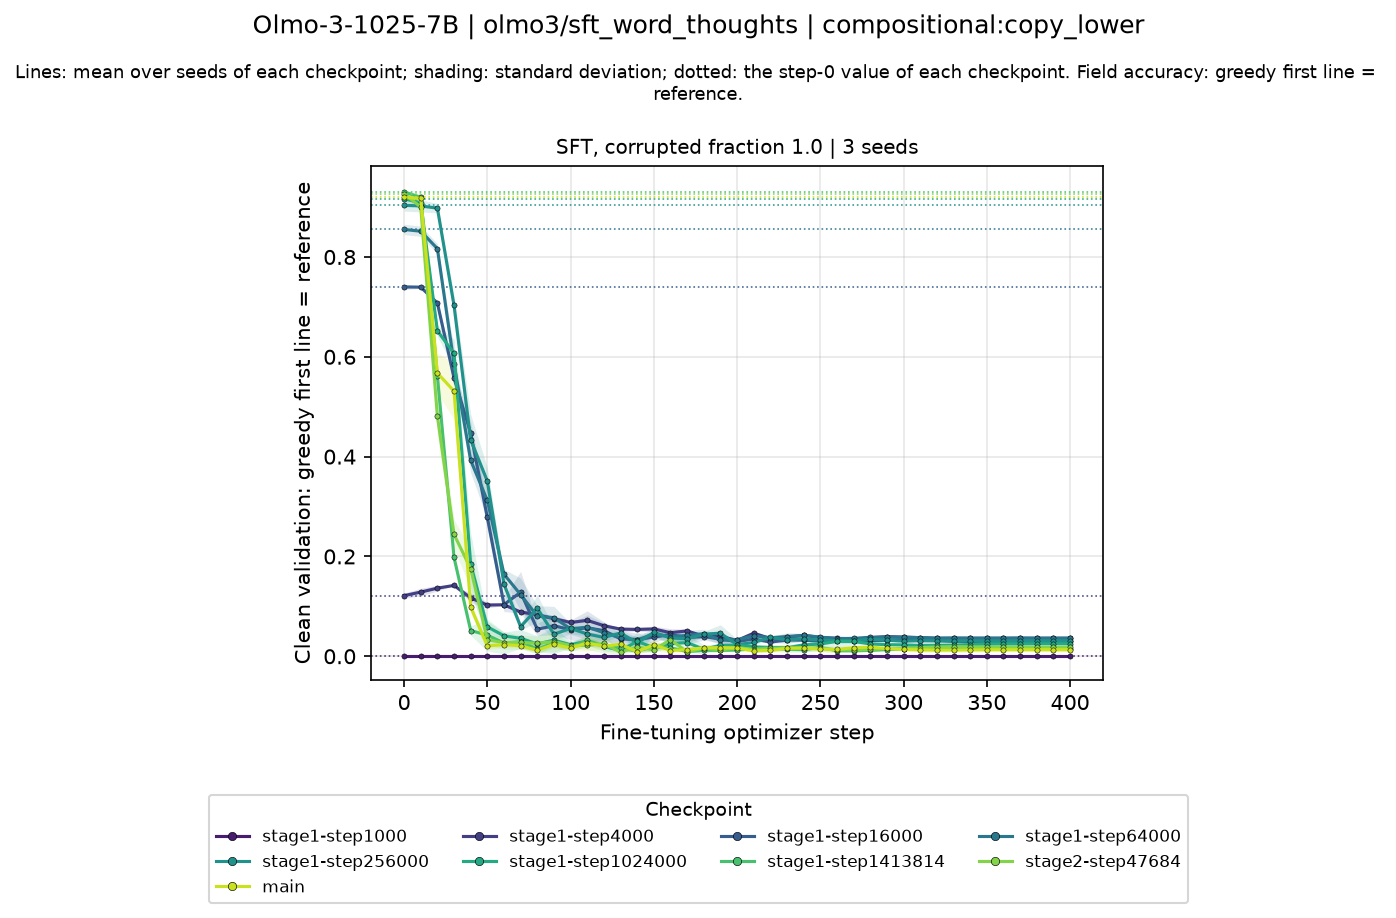 Olmo-3-1025-7B | olmo3/sft_word_thoughts | compositional:copy_lower
Lines: mean over seeds of each checkpoint; shading: standard deviation; dotted: the step-0 value of each checkpoint. Field accuracy: greedy first line =
reference.
SFT, corrupted fraction 1.0 | 3 seeds
Clean validation: greedy first line = reference
0.8
0.6
0.4
0.2
0.0
0 50 100 150 200 250 300 350 400
Fine-tuning optimizer step
Checkpoint
stage1-step1000 stage1-step4000 stage1-step16000 stage1-step64000
stage1-step256000 stage1-step1024000 stage1-step1413814 stage2-step47684
main